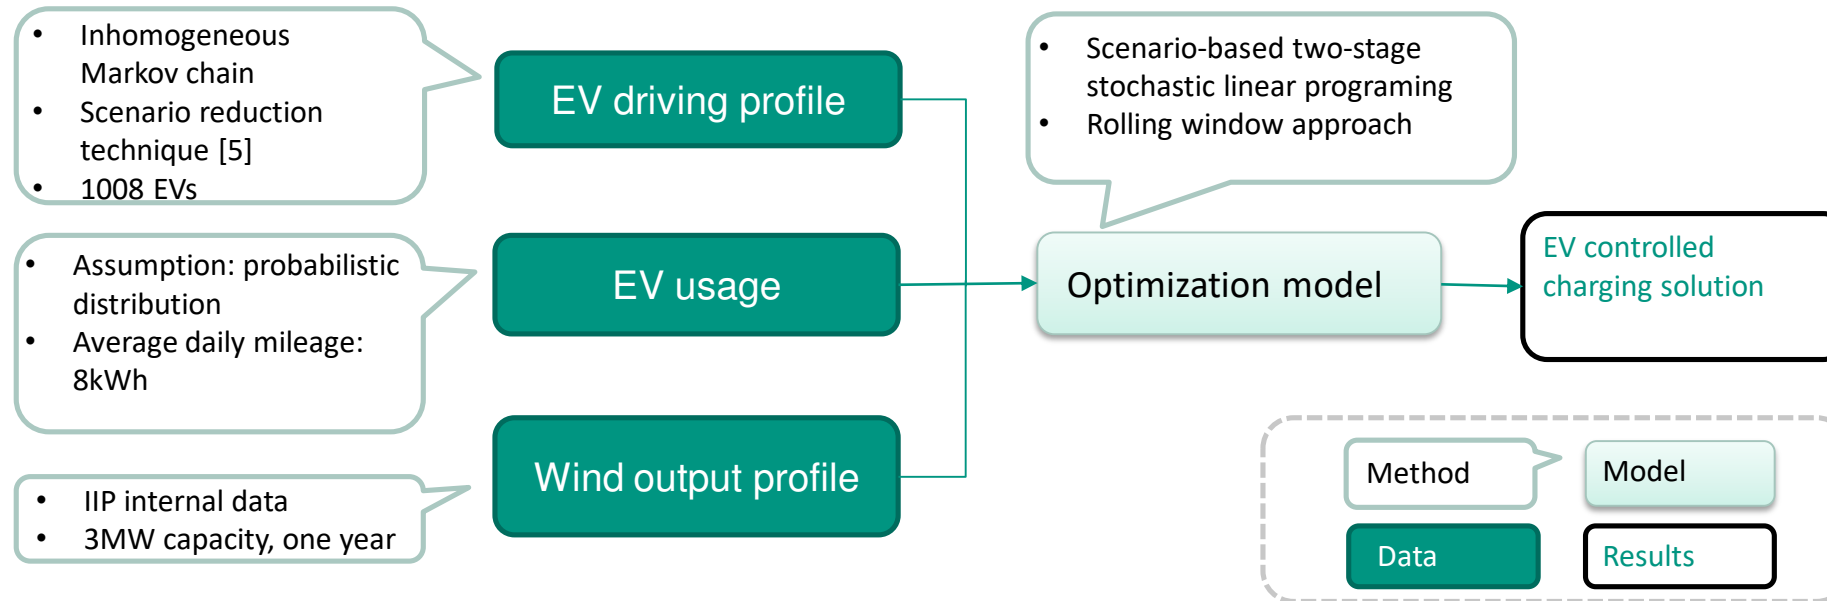 • Inhomogeneous
Markov chain
• Scenario reduction
technique [5]
• 1008 EVs
EV driving profile
• Scenario-based two-stage
stochastic linear programing
• Rolling window approach
• Assumption: probabilistic
distribution
• Average daily mileage:
8kWh
EV usage
Optimization model
EV controlled
charging solution
• IIP internal data
• 3MW capacity, one year
Wind output profile
Method
Model
Data
Results